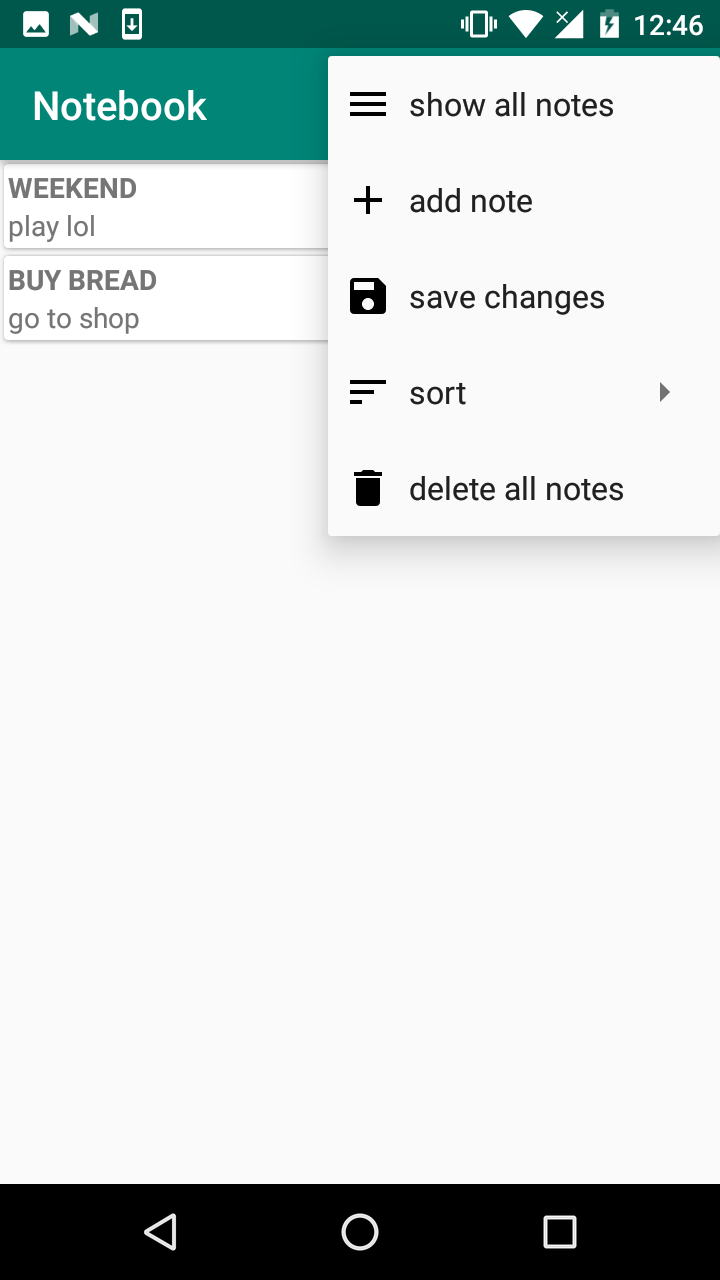 12:46
Notebook
WEEKEND
play lol
BUY BREAD
go to shop
show all notes
add note
save changes
sort
delete all notes